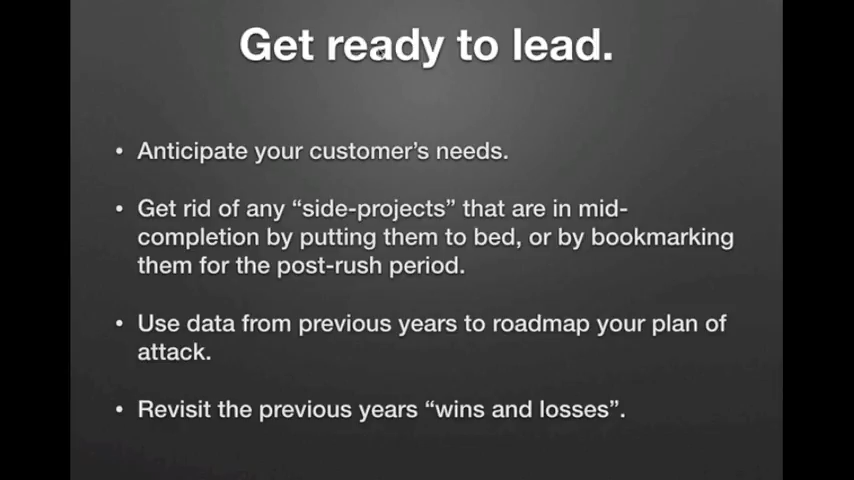 Get ready to lead.
• Anticipate your customer’s needs.
• Get rid of any “side-projects” that are in mid-
completion by putting them to bed, or by bookmarking
them for the post-rush period.
• Use data from previous years to roadmap your plan of
attack.
• Revisit the previous years “wins and losses”.